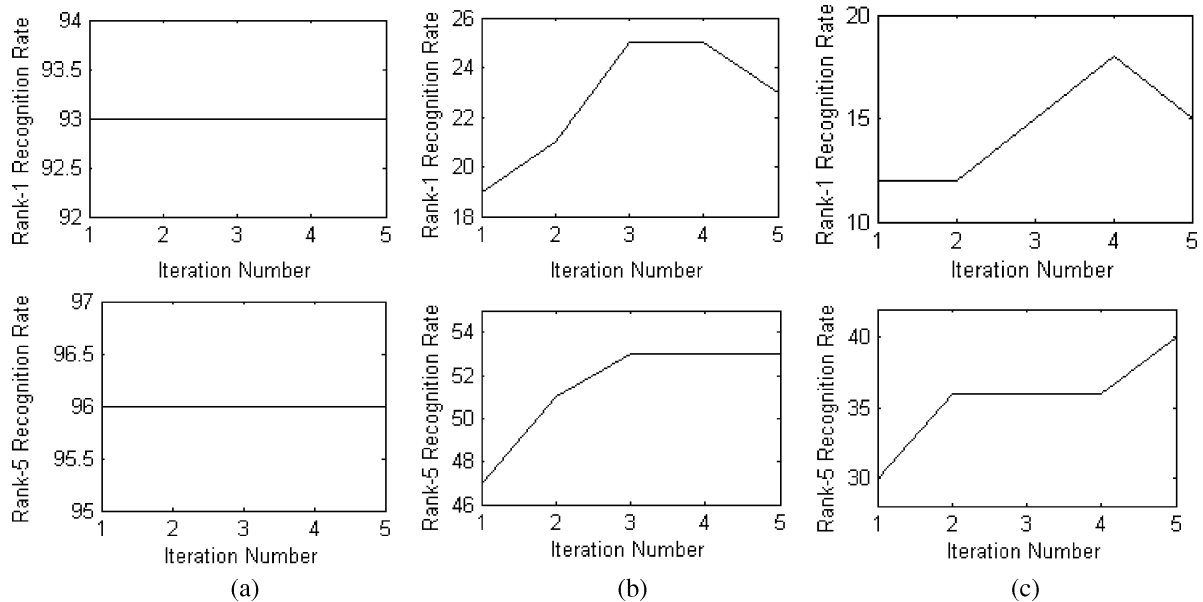 Rank-1 Recognition Rate
94
93.5
93
92.5
92
1 2 3 4 5
Iteration Number
Rank-1 Recognition Rate
26
24
22
20
18
1 2 3 4 5
Iteration Number
Rank-1 Recognition Rate
20
15
10
1 2 3 4 5
Iteration Number
Rank-5 Recognition Rate
97
96.5
96
95.5
95
1 2 3 4 5
Iteration Number
(a)
Rank-5 Recognition Rate
54
52
50
48
46
1 2 3 4 5
Iteration Number
(b)
Rank-5 Recognition Rate
40
35
30
1 2 3 4 5
Iteration Number
(c)